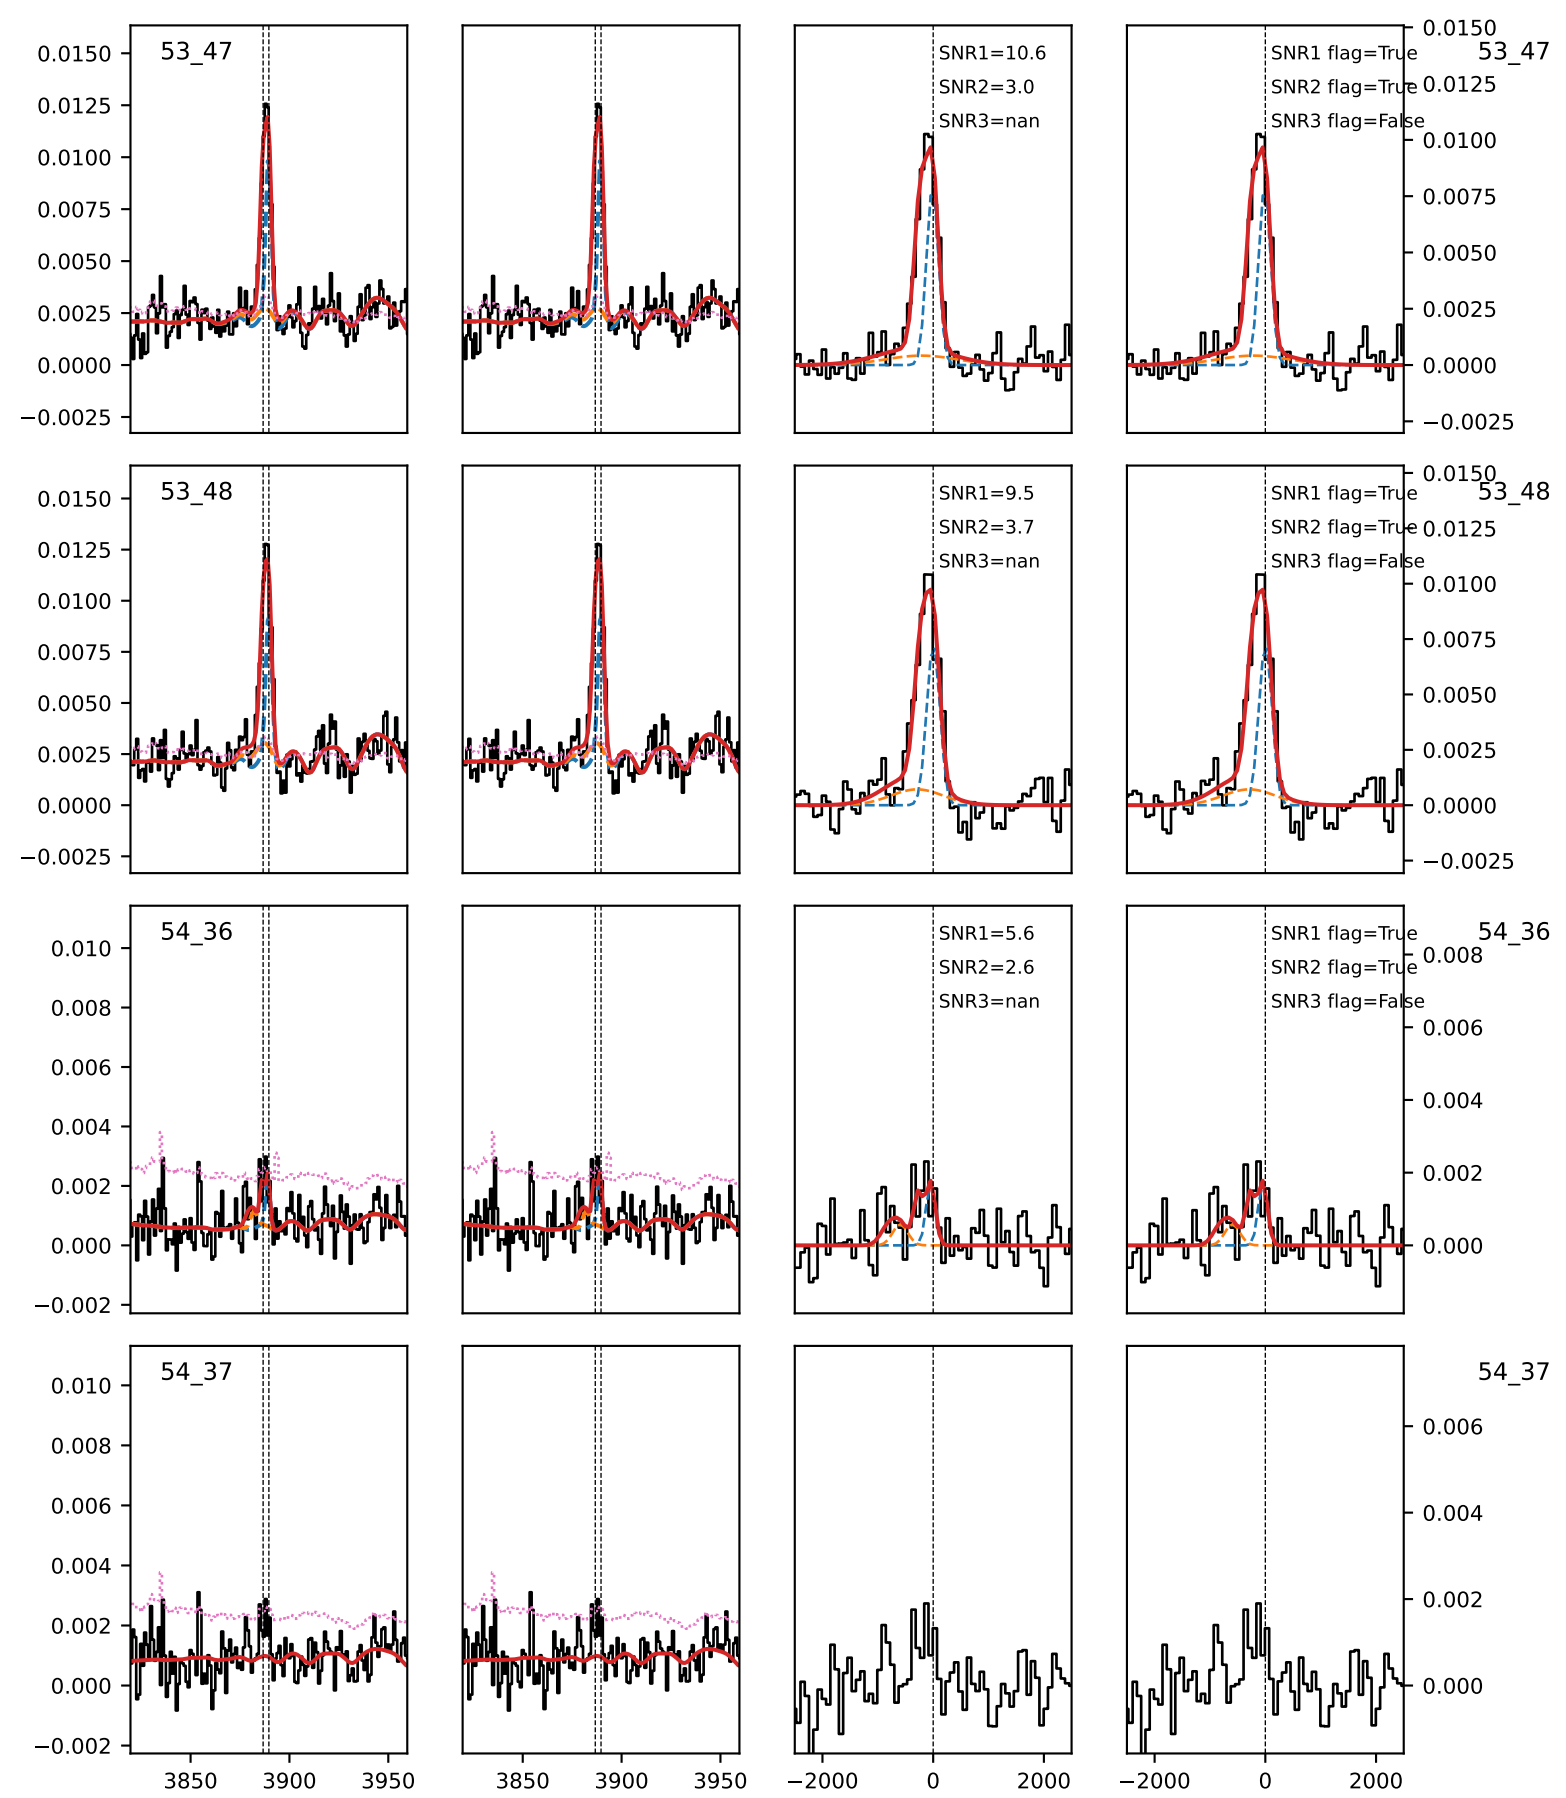 53_47
0.0150
0.0125
0.0100
0.0075
0.0050
0.0025
0.0000
−0.0025
SNR1=10.6
SNR2=3.0
SNR3=nan
SNR1 flag=True
SNR2 flag=True
SNR3 flag=False
0.0150
0.0125
0.0100
0.0075
0.0050
0.0025
0.0000
−0.0025
53_47
53_48
0.0150
0.0125
0.0100
0.0075
0.0050
0.0025
0.0000
−0.0025
SNR1=9.5
SNR2=3.7
SNR3=nan
SNR1 flag=True
SNR2 flag=True
SNR3 flag=False
0.0150
0.0125
0.0100
0.0075
0.0050
0.0025
0.0000
−0.0025
53_48
54_36
0.010
0.008
0.006
0.004
0.002
0.000
−0.002
SNR1=5.6
SNR2=2.6
SNR3=nan
SNR1 flag=True
SNR2 flag=True
SNR3 flag=False
0.008
0.006
0.004
0.002
0.000
54_36
54_37
0.010
0.008
0.006
0.004
0.002
0.000
−0.002
0.006
0.004
0.002
0.000
54_37
3850 3900 3950
3850 3900 3950
−2000 0 2000
−2000 0 2000